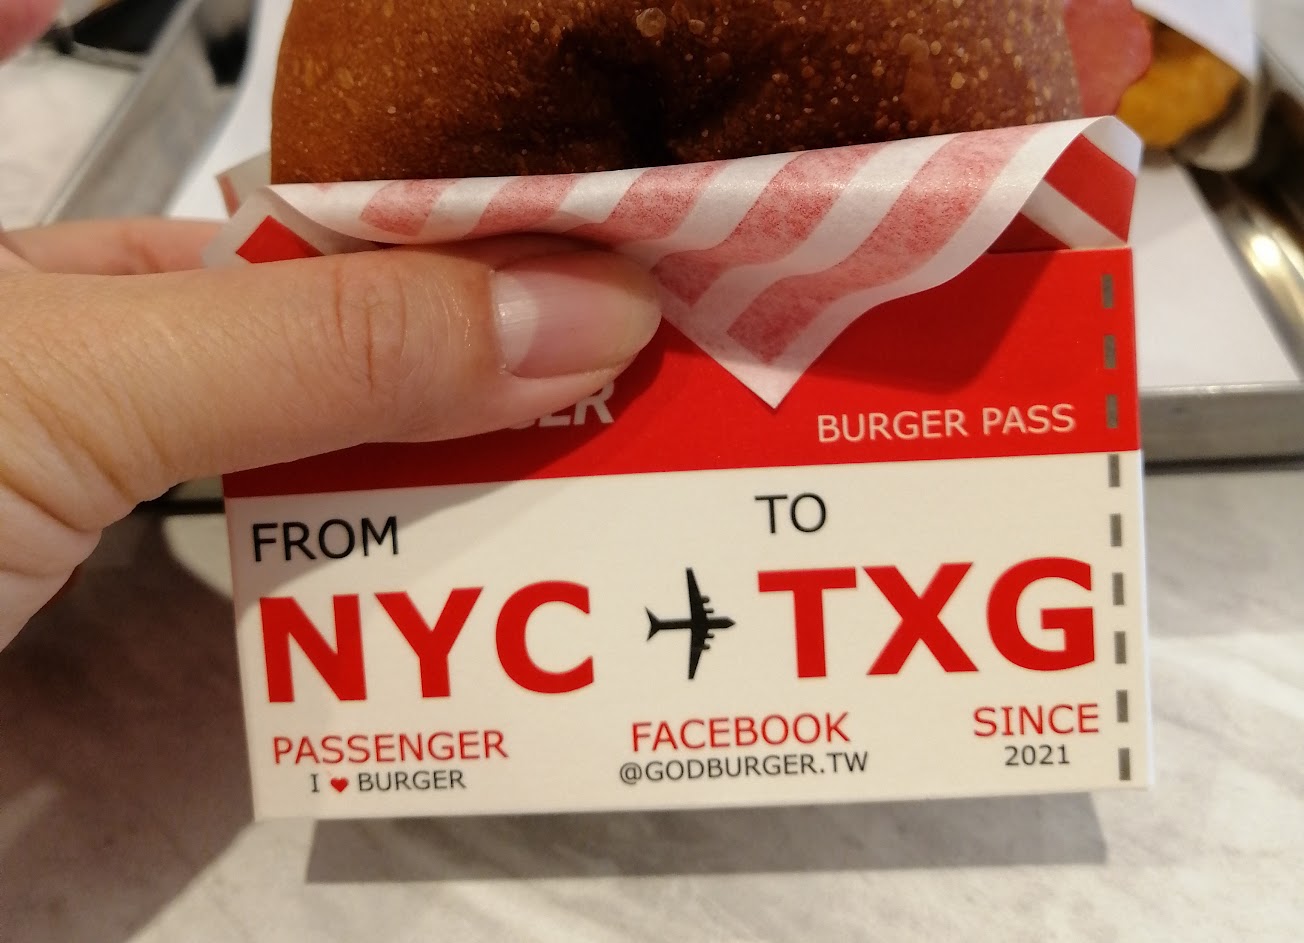 BURGER PASS
FROM
TO
NYC
TXG
PASSENGER
I ❤ BURGER
FACEBOOK
@GODBURGER.TW
SINCE
2021